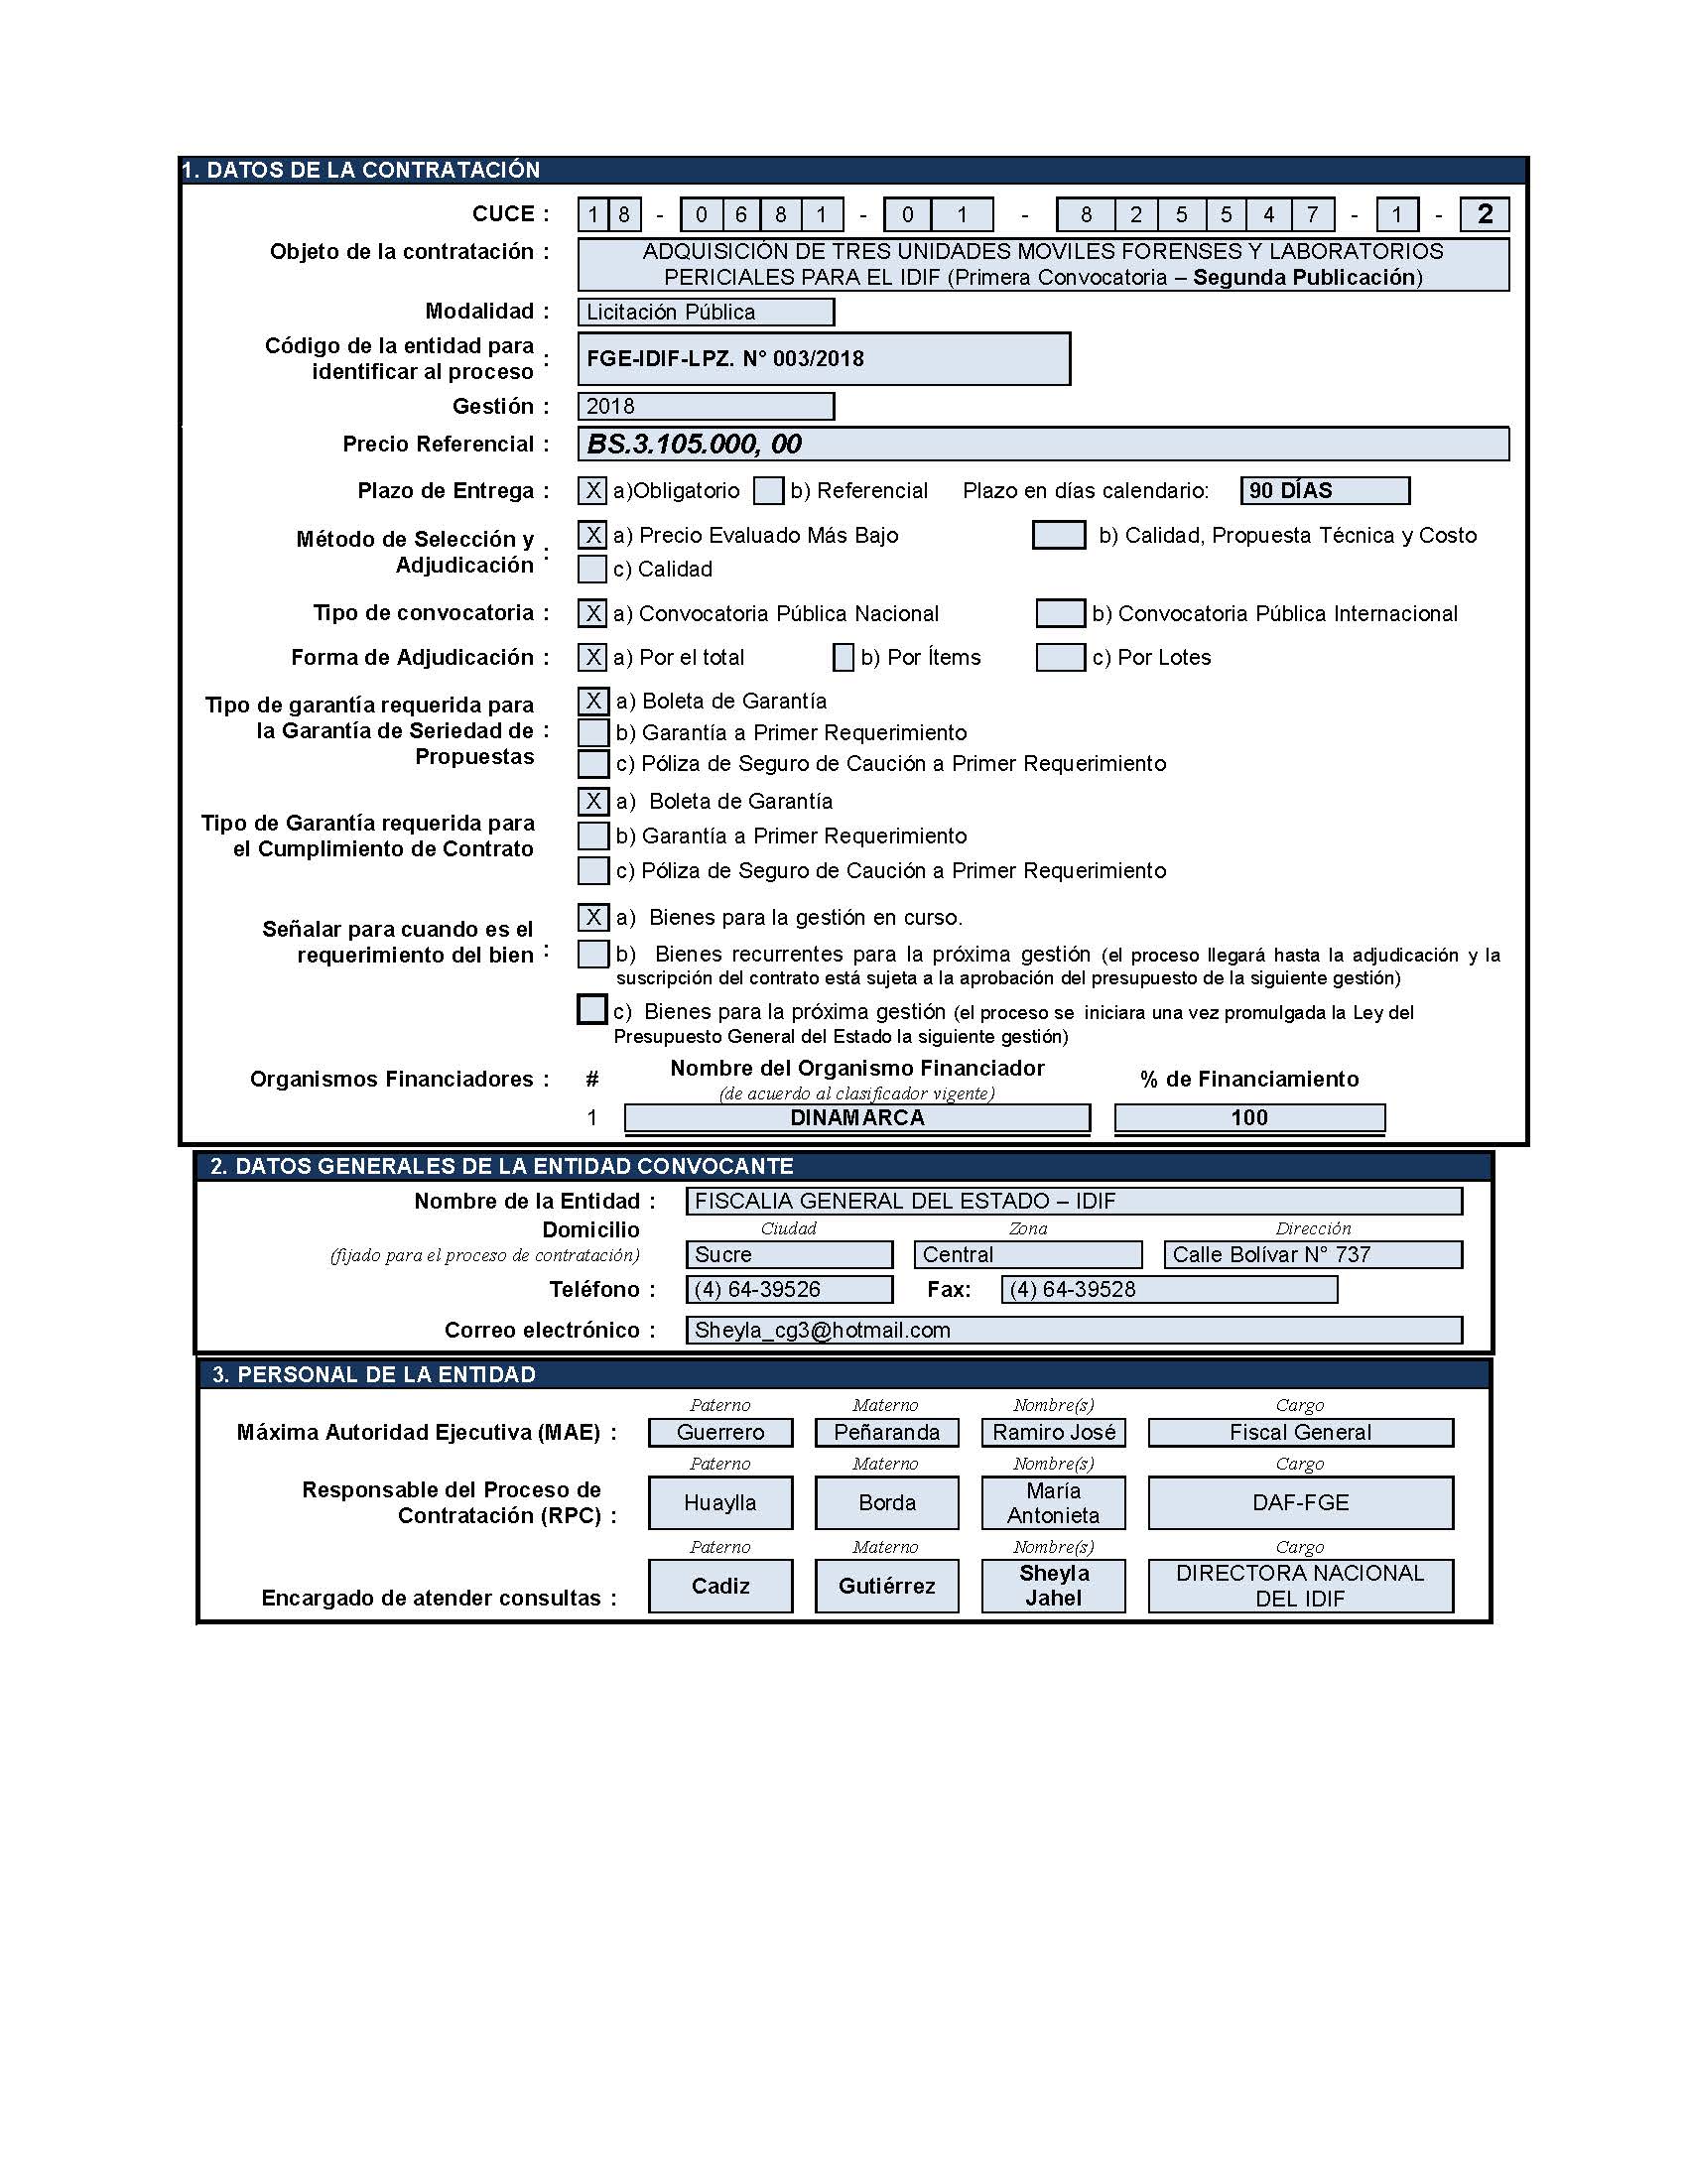 1. DATOS DE LA CONTRATACIÓN
CUCE : 1 8 - 0 6 8 1 - 0 1 - 8 2 5 5 4 7 - 1 - 2
Objeto de la contratación : ADQUISICIÓN DE TRES UNIDADES MOVILES FORENSES Y LABORATORIOS
PERICIALES PARA EL IDIF (Primera Convocatoria – Segunda Publicación)
Modalidad : Licitación Pública
Código de la entidad para
identificar al proceso : FGE-IDIF-LPZ. N° 003/2018
Gestión : 2018
Precio Referencial : BS.3.105.000, 00
Plazo de Entrega : X a)Obligatorio b) Referencial Plazo en días calendario: 90 DÍAS
Método de Selección y
Adjudicación : X a) Precio Evaluado Más Bajo b) Calidad, Propuesta Técnica y Costo
c) Calidad
Tipo de convocatoria : X a) Convocatoria Pública Nacional b) Convocatoria Pública Internacional
Forma de Adjudicación : X a) Por el total b) Por Ítems c) Por Lotes
Tipo de garantía requerida para
la Garantía de Seriedad de :
Propuestas
X a) Boleta de Garantía
b) Garantía a Primer Requerimiento
c) Póliza de Seguro de Caución a Primer Requerimiento
Tipo de Garantía requerida para
el Cumplimiento de Contrato
X a) Boleta de Garantía
b) Garantía a Primer Requerimiento
c) Póliza de Seguro de Caución a Primer Requerimiento
Señalar para cuando es el
requerimiento del bien :
X a) Bienes para la gestión en curso.
b) Bienes recurrentes para la próxima gestión (el proceso llegará hasta la adjudicación y la
suscripción del contrato está sujeta a la aprobación del presupuesto de la siguiente gestión)
c) Bienes para la próxima gestión (el proceso se iniciara una vez promulgada la Ley del
Presupuesto General del Estado la siguiente gestión)
Organismos Financiadores : # Nombre del Organismo Financiador % de Financiamiento
(de acuerdo al clasificador vigente)
1 DINAMARCA 100
2. DATOS GENERALES DE LA ENTIDAD CONVOCANTE
Nombre de la Entidad : FISCALIA GENERAL DEL ESTADO – IDIF
Domicilio Ciudad Zona Dirección
(fijado para el proceso de contratación) Sucre Central Calle Bolívar N° 737
Teléfono : (4) 64-39526 Fax: (4) 64-39528
Correo electrónico : Sheyla_cg3@hotmail.com
3. PERSONAL DE LA ENTIDAD
Paterno Materno Nombre(s) Cargo
Máxima Autoridad Ejecutiva (MAE) : Guerrero Peñaranda Ramiro José Fiscal General
Paterno Materno Nombre(s) Cargo
Responsable del Proceso de
Contratación (RPC) : Huaylla Borda María
Antonieta DAF-FGE
Paterno Materno Nombre(s) Cargo
Encargado de atender consultas : Cadiz Gutiérrez Sheyla
Jahel DIRECTORA NACIONAL
DEL IDIF